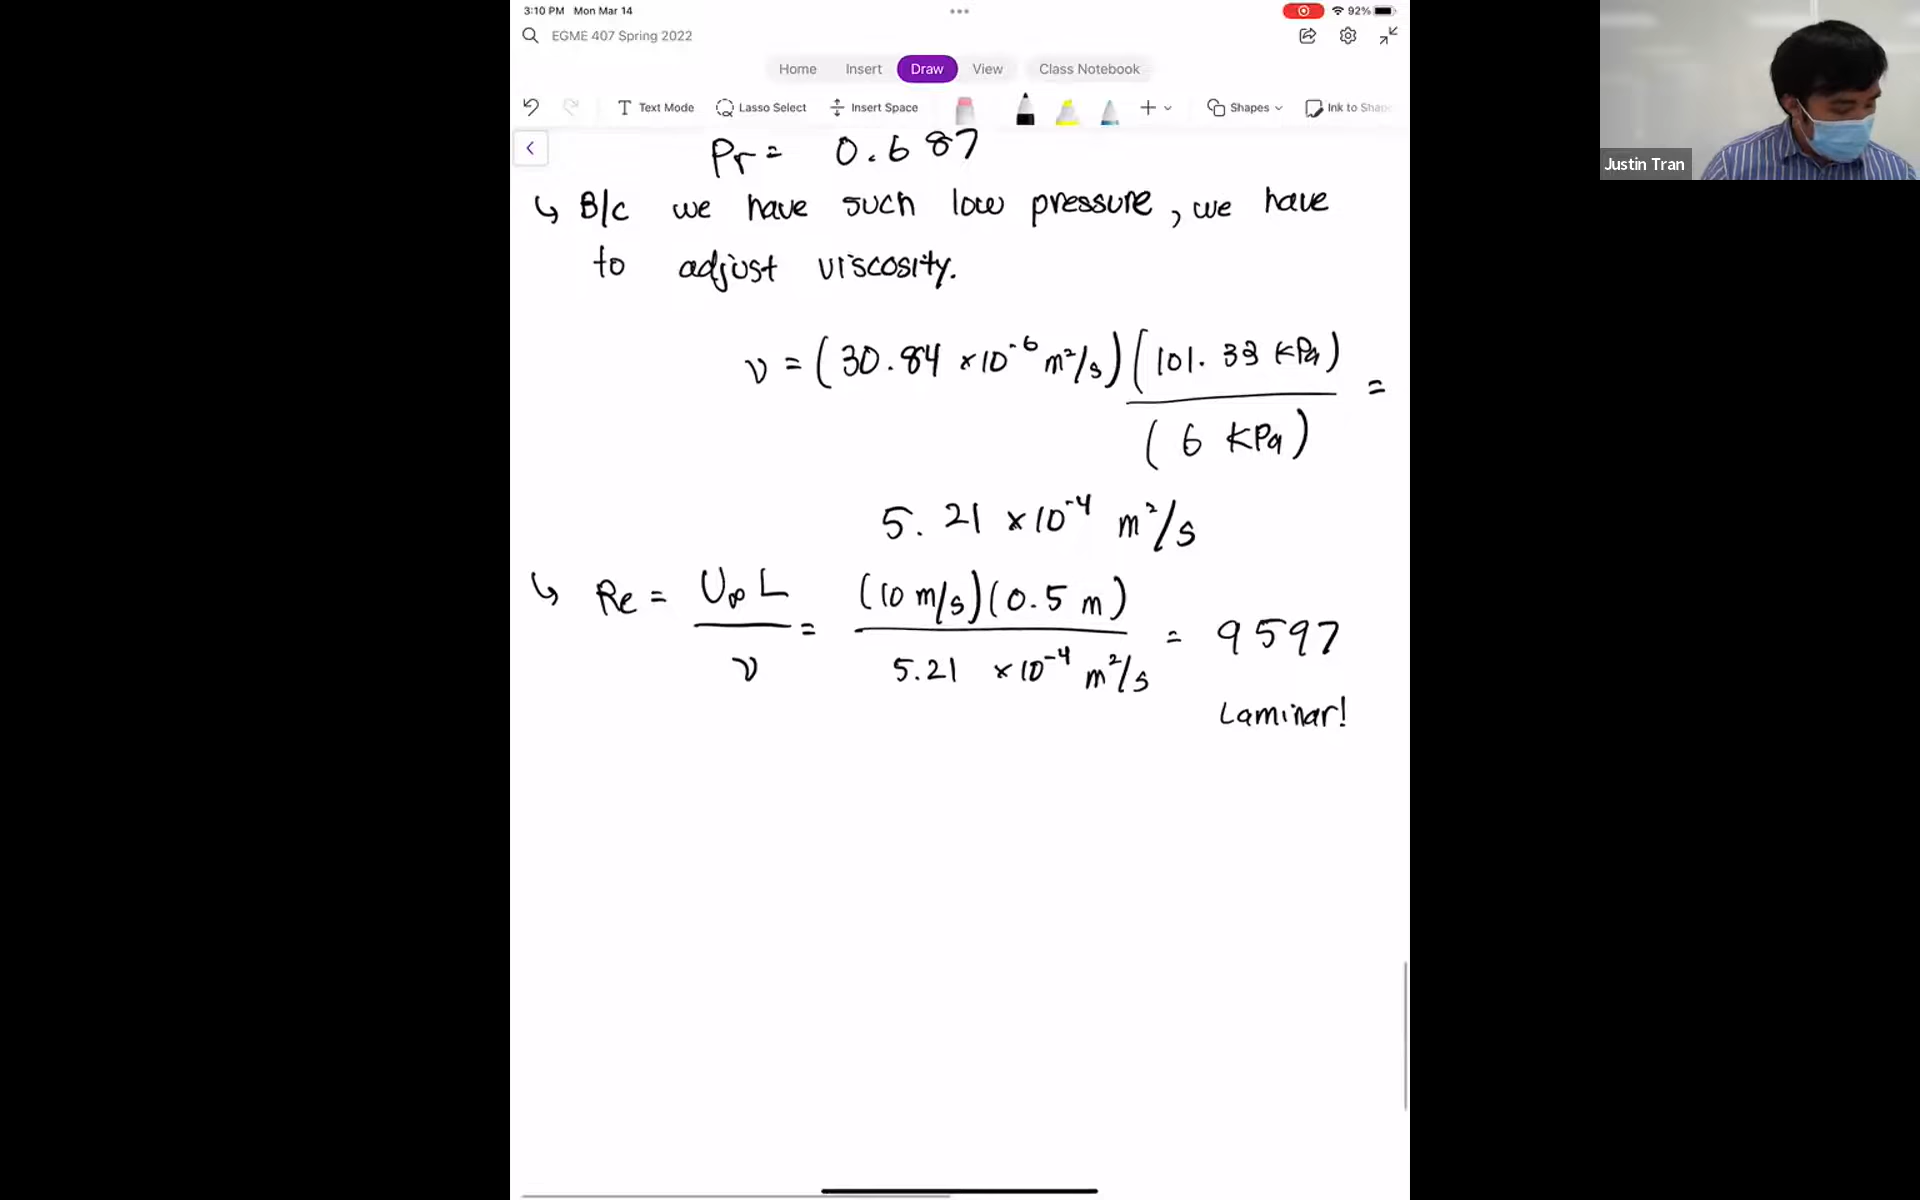 3:10 PM Mon Mar 14
92%
EGME 407 Spring 2022
Home Insert Draw View Class Notebook
Text Mode Lasso Select Insert Space Shapes Ink to Shape
Justin Tran
Pr = 0.687
↳ B/c we have such low pressure, we have
to adjust viscosity.
ν = (30.84 ×10⁻⁶ m²/s) (101.33 KPa) / (6 KPa) =
5.21 ×10⁻⁴ m²/s
↳ Re = U∞ L / ν = (10 m/s)(0.5 m) / 5.21 ×10⁻⁴ m²/s = 9597
Laminar!